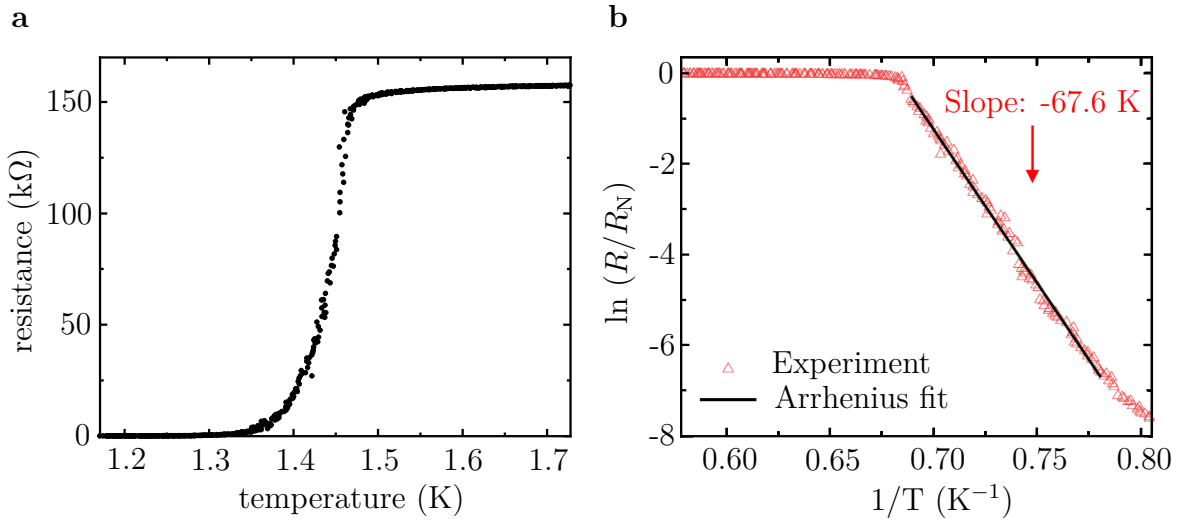 a
resistance (kΩ)
150
100
50
0
1.2 1.3 1.4 1.5 1.6 1.7
temperature (K)
b
ln (R/R_N)
0
-2
-4
-6
-8
Slope: -67.6 K
Experiment
Arrhenius fit
0.60 0.65 0.70 0.75 0.80
1/T (K⁻¹)